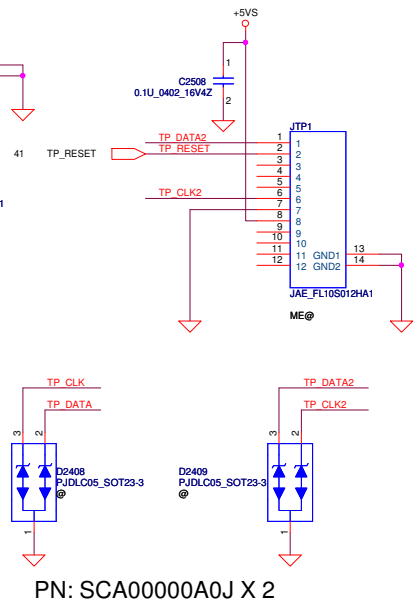 +5VS
1
C2508
0.1U_0402_16V4Z
2
JTP1
TP_DATA2 1 1
41 TP_RESET TP_RESET 2 2
3 3
4 4
5 5
TP_CLK2 6 6
7 7
8 8
9 9
10 10
11 11 GND1 13
12 12 GND2 14
1
JAE_FL10S012HA1
ME@
TP_CLK
TP_DATA
3 2
D2408
PJDLC05_SOT23-3
@
1
TP_DATA2
TP_CLK2
3 2
D2409
PJDLC05_SOT23-3
@
1
PN: SCA00000A0J X 2